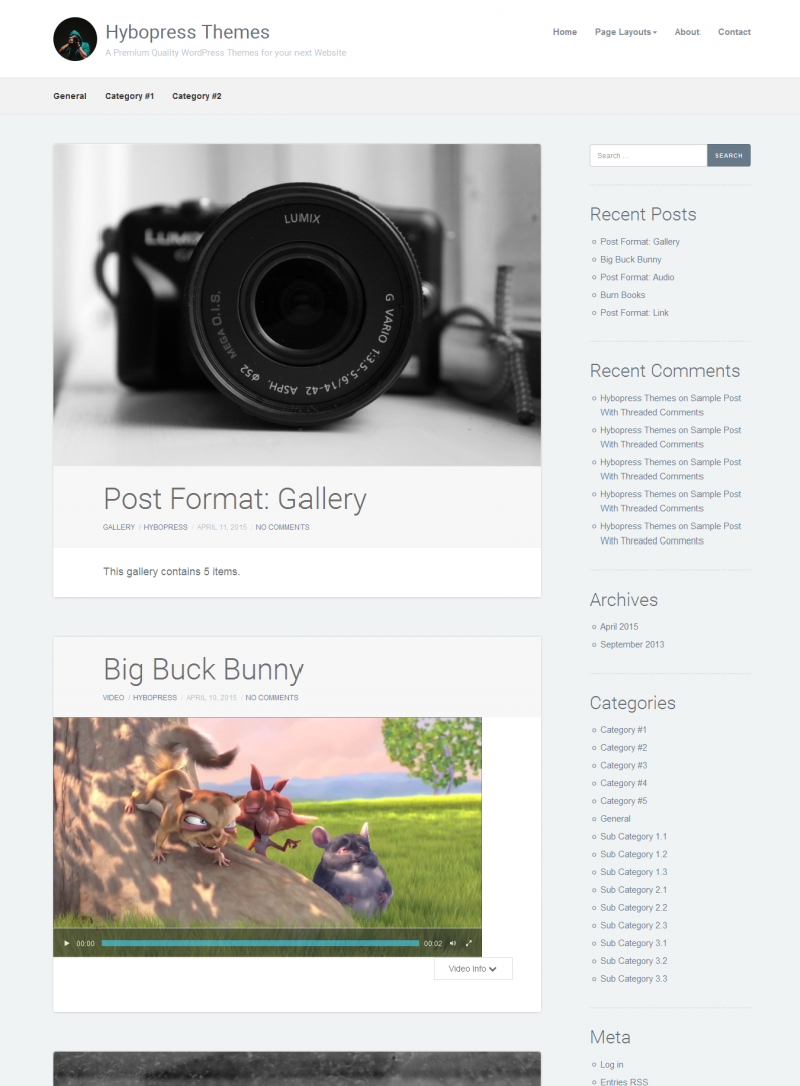 Hybopress Themes
A Premium Quality WordPress Themes for your next Website
Home Page Layouts About Contact
General Category #1 Category #2
LUMIX
LUMIX
MEGA O.I.S.
G VARIO 1:3.5-5.6/14-42 ASPH. ø52
Post Format: Gallery
GALLERY / HYBOPRESS / APRIL 11, 2015 / NO COMMENTS
This gallery contains 5 items.
Big Buck Bunny
VIDEO / HYBOPRESS / APRIL 10, 2015 / NO COMMENTS
00:00 00:02
Video Info
Search ... SEARCH
Recent Posts
Post Format: Gallery
Big Buck Bunny
Post Format: Audio
Burn Books
Post Format: Link
Recent Comments
Hybopress Themes on Sample Post
With Threaded Comments
Hybopress Themes on Sample Post
With Threaded Comments
Hybopress Themes on Sample Post
With Threaded Comments
Hybopress Themes on Sample Post
With Threaded Comments
Hybopress Themes on Sample Post
With Threaded Comments
Archives
April 2015
September 2013
Categories
Category #1
Category #2
Category #3
Category #4
Category #5
General
Sub Category 1.1
Sub Category 1.2
Sub Category 1.3
Sub Category 2.1
Sub Category 2.2
Sub Category 2.3
Sub Category 3.1
Sub Category 3.2
Sub Category 3.3
Meta
Log in
Entries RSS